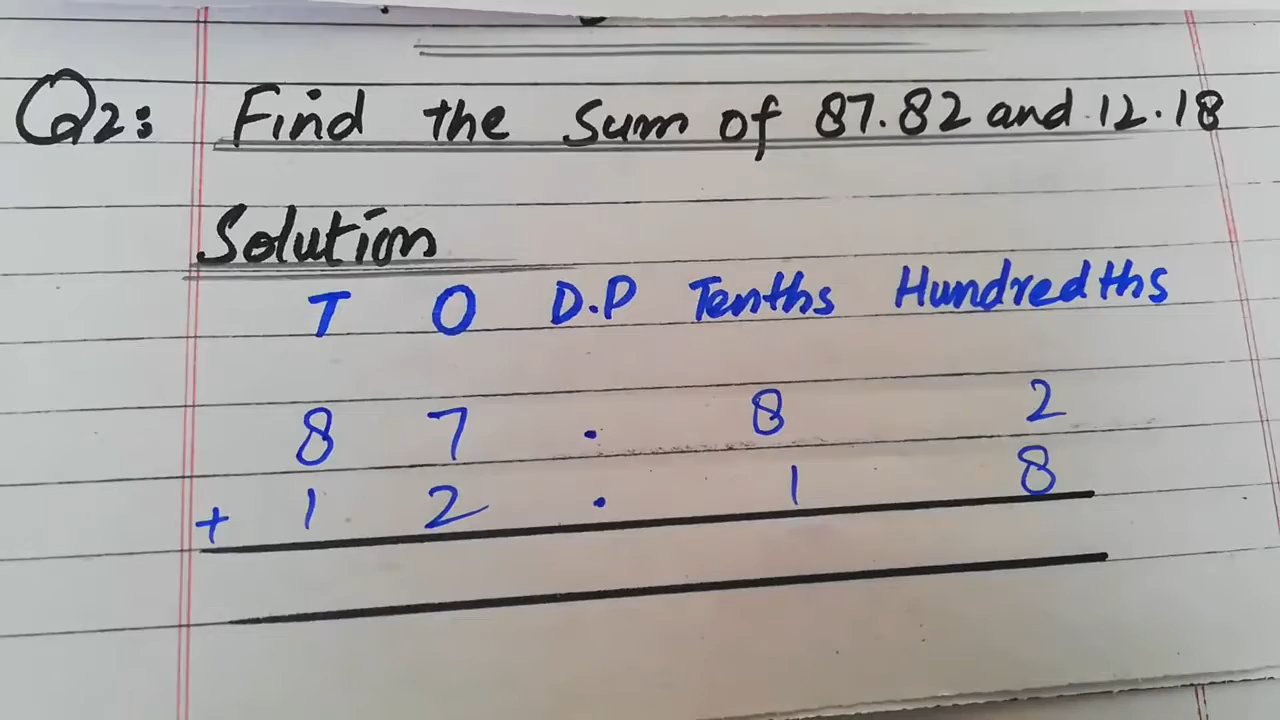 Q2: Find the Sum of 87.82 and 12.18
Solution
T O D.P Tenths Hundredths
8 7 . 8 2
+ 1 2 . 1 8